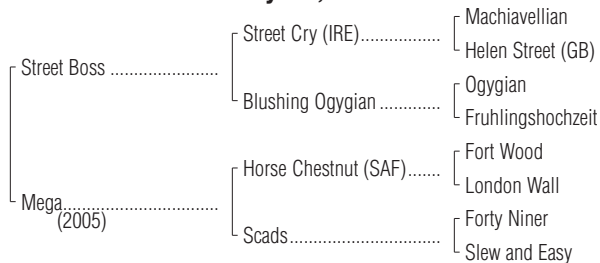 Machiavellian
Street Cry (IRE)..................
Helen Street (GB)
Street Boss ........................
Ogygian
Blushing Ogygian ..............
Fruhlingshochzeit
Fort Wood
Horse Chestnut (SAF).......
London Wall
Mega...................................
(2005)
Forty Niner
Scads..................................
Slew and Easy